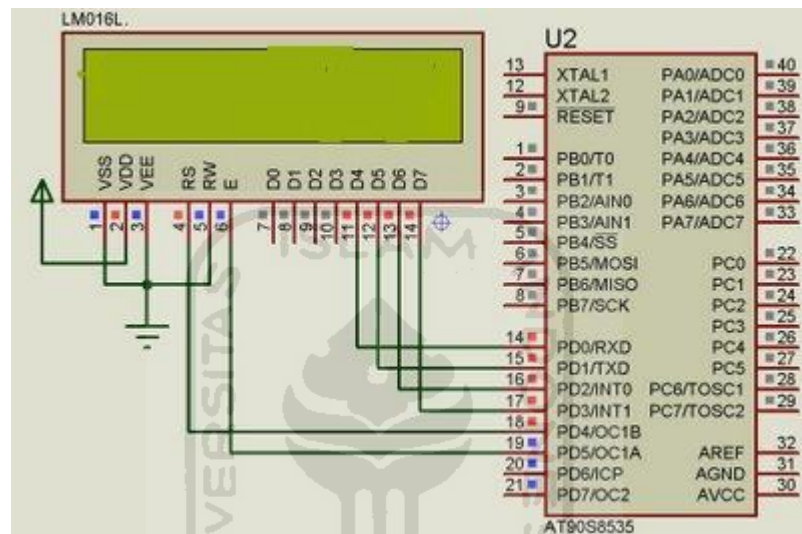 LM016L.
VSS VDD VEE RS RW E D0 D1 D2 D3 D4 D5 D6 D7
1 2 3 4 5 6 7 8 9 10 11 12 13 14
U2
13 XTAL1 PA0/ADC0 40
12 XTAL2 PA1/ADC1 39
9 RESET PA2/ADC2 38
PA3/ADC3 37
1 PB0/T0 PA4/ADC4 36
2 PB1/T1 PA5/ADC5 35
3 PB2/AIN0 PA6/ADC6 34
4 PB3/AIN1 PA7/ADC7 33
5 PB4/SS
6 PB5/MOSI PC0 22
7 PB6/MISO PC1 23
8 PB7/SCK PC2 24
PC3 25
14 PD0/RXD PC4 26
15 PD1/TXD PC5 27
16 PD2/INT0 PC6/TOSC1 28
17 PD3/INT1 PC7/TOSC2 29
18 PD4/OC1B
19 PD5/OC1A AREF 32
20 PD6/ICP AGND 31
21 PD7/OC2 AVCC 30
AT90S8535
ISLAM
VERSITAS